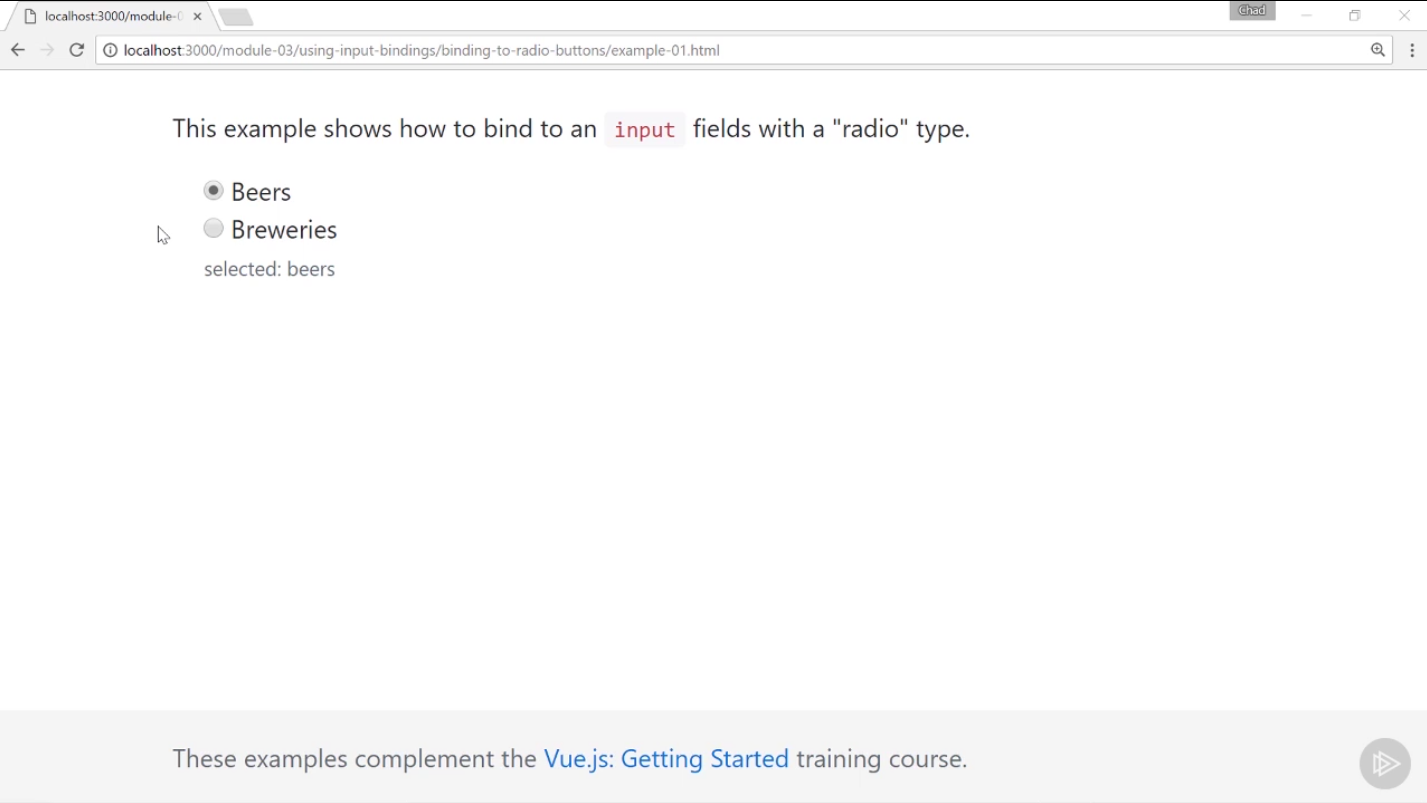 localhost:3000/module-0
Chad
localhost:3000/module-03/using-input-bindings/binding-to-radio-buttons/example-01.html
This example shows how to bind to an input fields with a "radio" type.
Beers
Breweries
selected: beers
These examples complement the Vue.js: Getting Started training course.